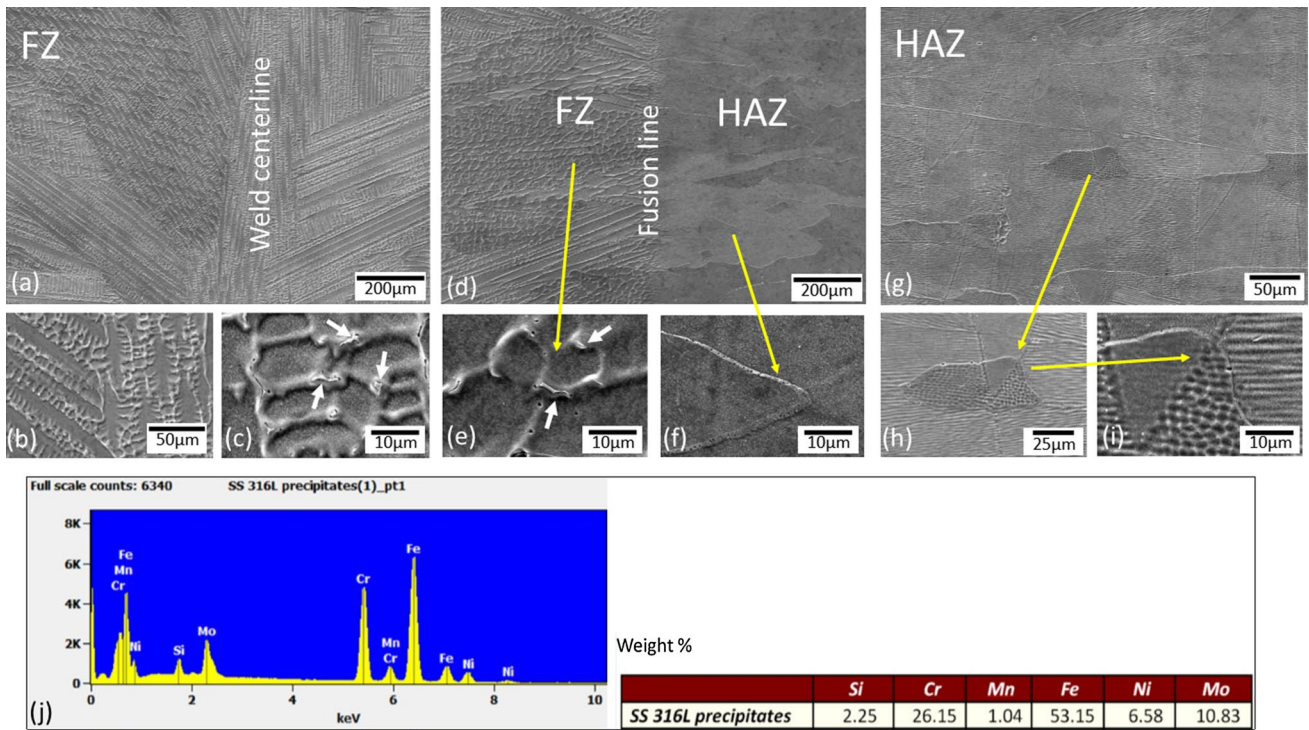 FZ
Weld centerline
(a)
200µm
FZ
HAZ
Fusion line
(d)
200µm
HAZ
(g)
50µm
(b)
50µm
(c)
10µm
(e)
10µm
(f)
10µm
(h)
25µm
(i)
10µm
Full scale counts: 6340
SS 316L precipitates(1)_pt1
8K
6K
4K
2K
0
Fe
Mn
Cr
Ni
Si
Mo
Cr
Mn
Cr
Fe
Fe
Ni
Ni
0 2 4 6 8 10
keV
(j)
Weight %
Si Cr Mn Fe Ni Mo
SS 316L precipitates 2.25 26.15 1.04 53.15 6.58 10.83